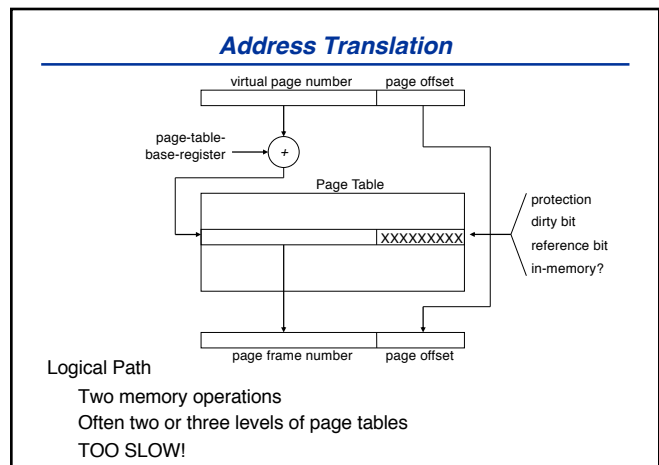 Address Translation
virtual page number
page offset
page-table-
base-register
+
Page Table
XXXXXXXXX
protection
dirty bit
reference bit
in-memory?
page frame number
page offset
Logical Path
Two memory operations
Often two or three levels of page tables
TOO SLOW!